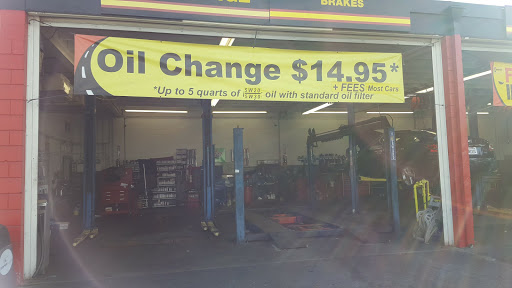 BRAKES
Oil Change $14.95*
+ FEES Most Cars
*Up to 5 quarts of 5W20 5W30 oil with standard oil filter